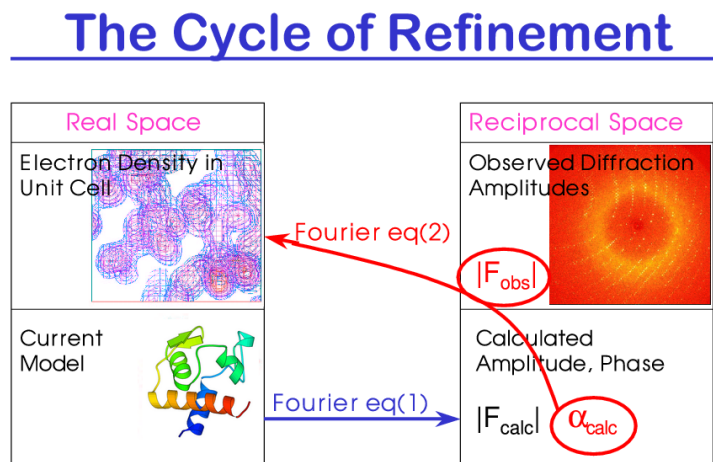 The Cycle of Refinement
Real Space
Reciprocal Space
Electron Density in
Unit Cell
Observed Diffraction
Amplitudes
Fourier eq(2)
|Fobs|
Current
Model
Calculated
Amplitude, Phase
Fourier eq(1)
|Fcalc|
αcalc